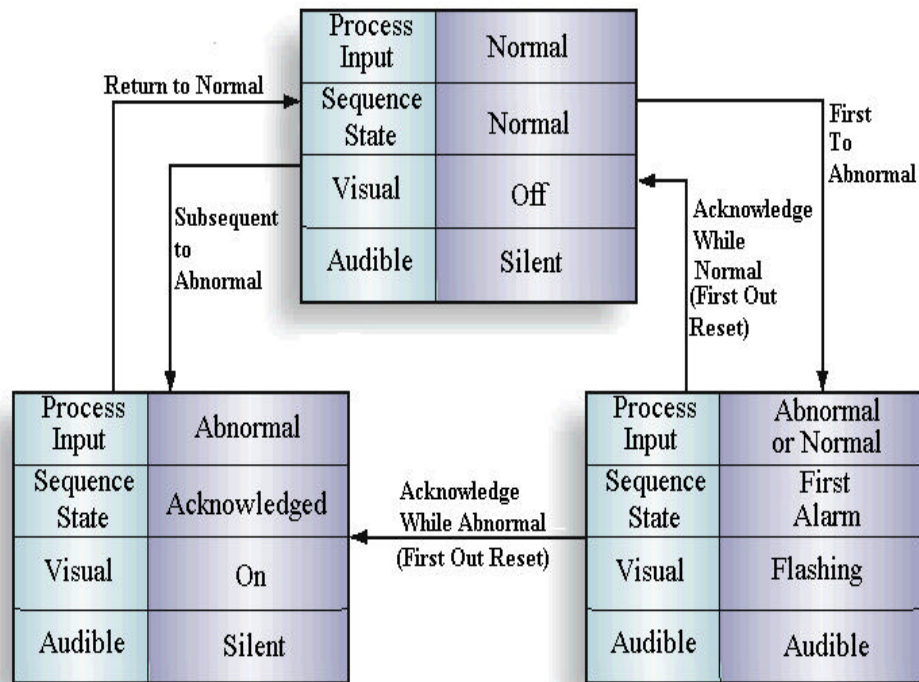 Process
Input
Normal
Sequence
State
Normal
Visual
Off
Audible
Silent
Return to Normal
Subsequent
to
Abnormal
First
To
Abnormal
Acknowledge
While
Normal
(First Out
Reset)
Process
Input
Abnormal
Sequence
State
Acknowledged
Visual
On
Audible
Silent
Acknowledge
While Abnormal
(First Out Reset)
Process
Input
Abnormal
or Normal
Sequence
State
First
Alarm
Visual
Flashing
Audible
Audible